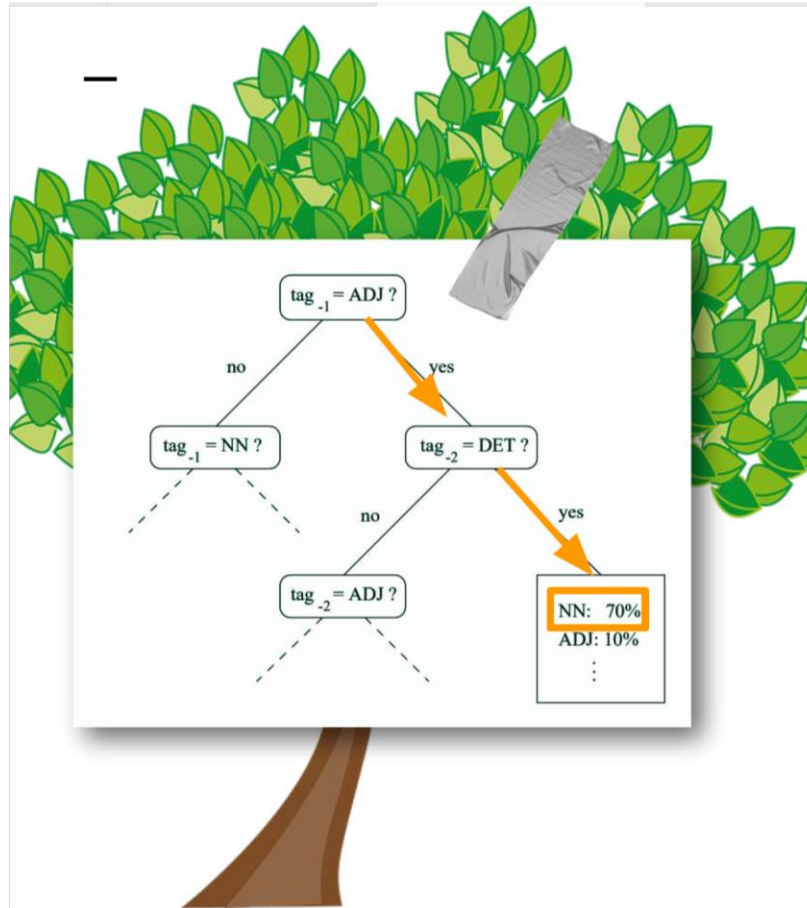 tag -1 = ADJ ?
no
yes
tag -1 = NN ?
tag -2 = DET ?
no
yes
tag -2 = ADJ ?
NN: 70%
ADJ: 10%